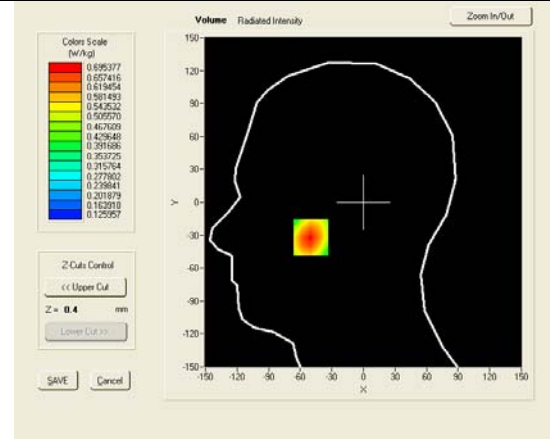 Volume Radiated Intensity
Zoom In/Out
Colors Scale
(W/kg)
0.695377
0.657416
0.619454
0.581493
0.543532
0.505570
0.467609
0.429648
0.391686
0.353725
0.315764
0.277802
0.239841
0.201879
0.163918
0.125957
Z-Cuts Control
<< Upper Cut
Z = 0.4 mm
Lower Cut >>
SAVE Cancel
150-
120-
90-
60-
30-
Y 0-
-30-
-60-
-90-
-120-
-150-
-150 -120 -90 -60 -30 0 30 60 90 120 150
X